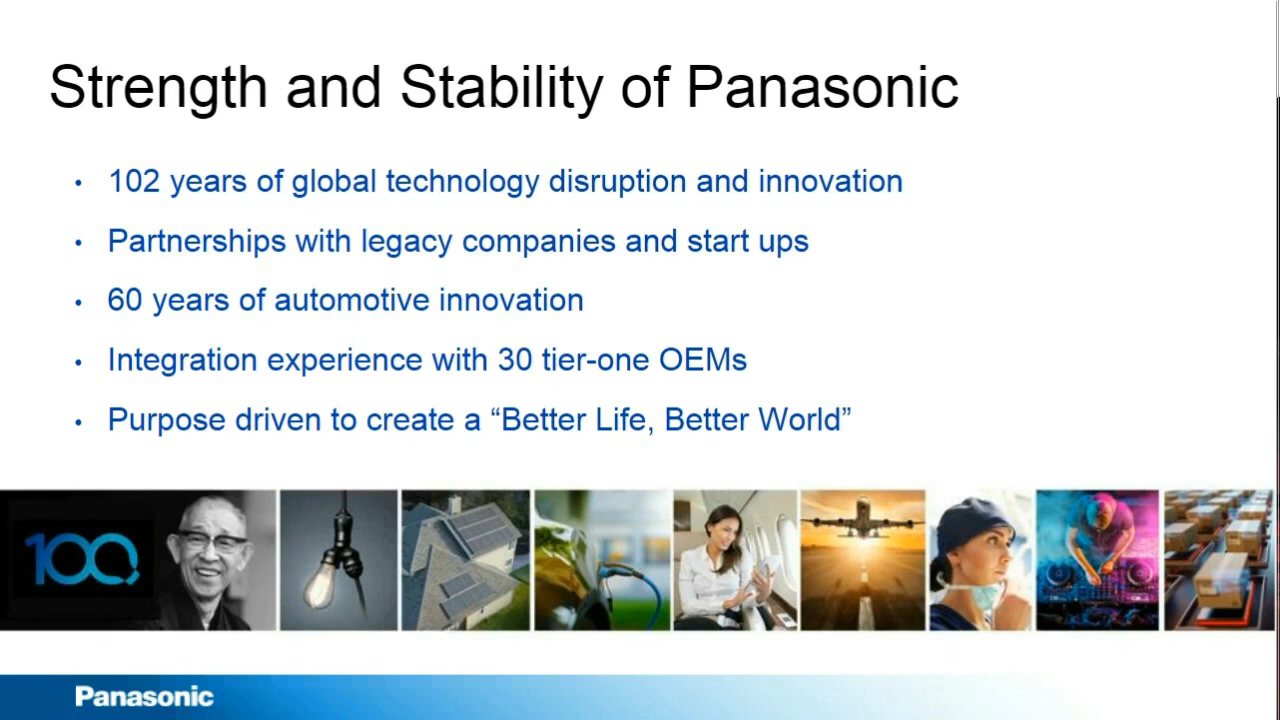 Strength and Stability of Panasonic
• 102 years of global technology disruption and innovation
• Partnerships with legacy companies and start ups
• 60 years of automotive innovation
• Integration experience with 30 tier-one OEMs
• Purpose driven to create a “Better Life, Better World”
100
Panasonic